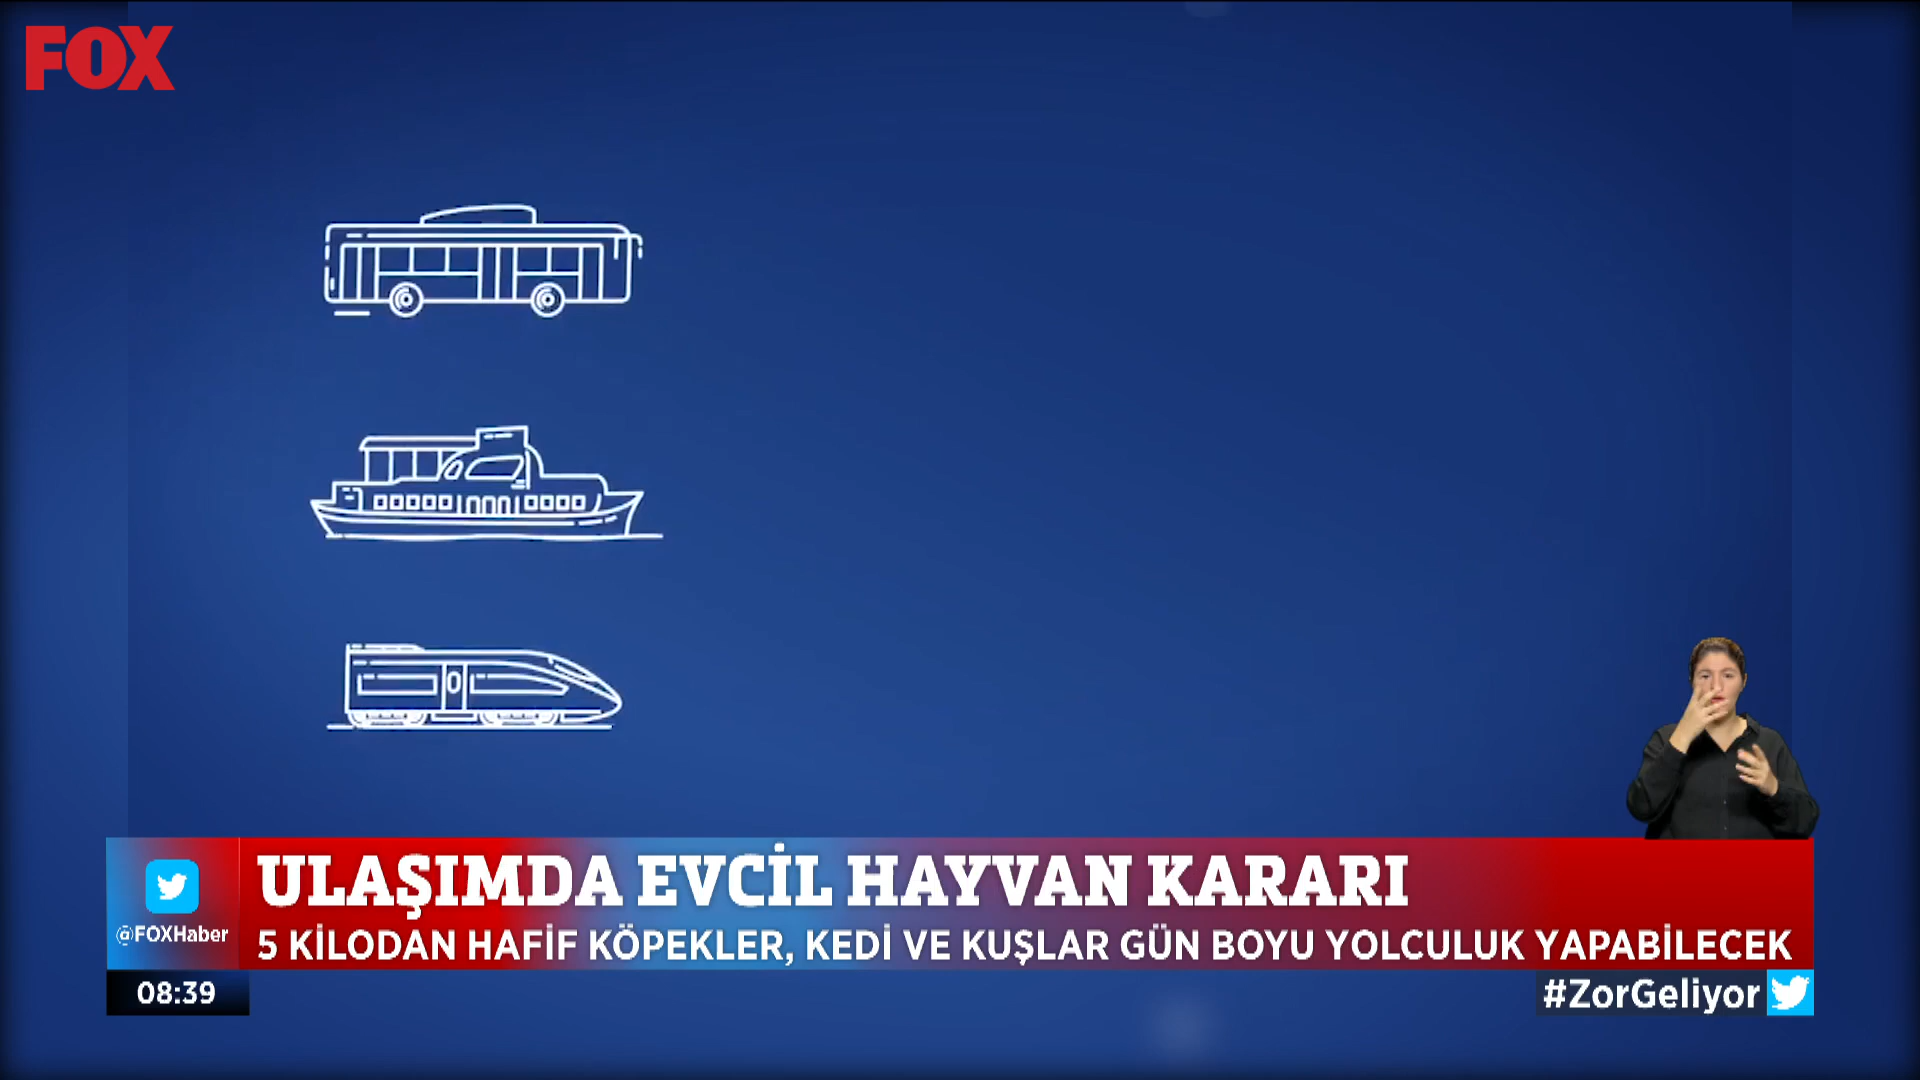 FOX
ULAŞIMDA EVCİL HAYVAN KARARI
@FOXHaber
5 KİLODAN HAFİF KÖPEKLER, KEDİ VE KUŞLAR GÜN BOYU YOLCULUK YAPABİLECEK
08:39
#ZorGeliyor